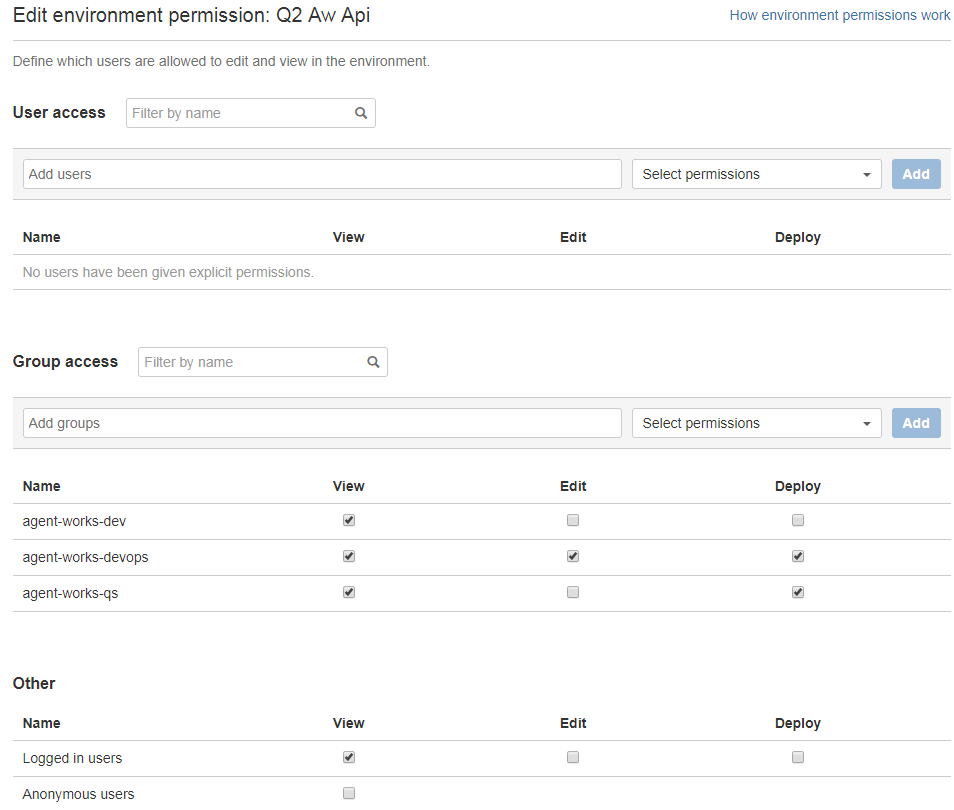 Edit environment permission: Q2 Aw Api
How environment permissions work
Define which users are allowed to edit and view in the environment.
User access
Filter by name
Add users
Select permissions
Add
Name View Edit Deploy
No users have been given explicit permissions.
Group access
Filter by name
Add groups
Select permissions
Add
Name View Edit Deploy
agent-works-dev
agent-works-devops
agent-works-qs
Other
Name View Edit Deploy
Logged in users
Anonymous users